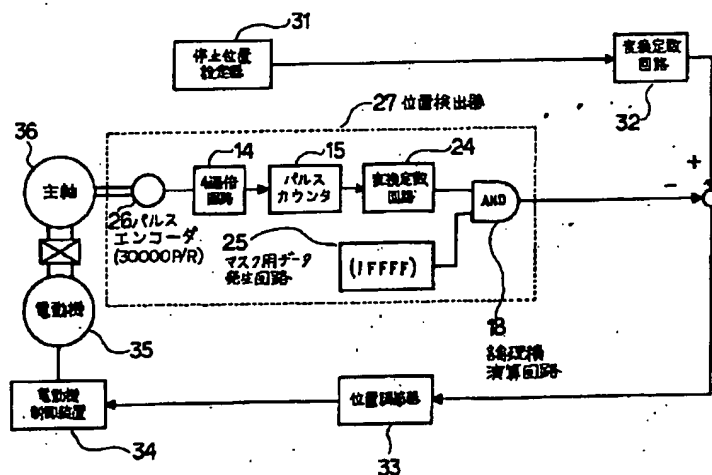 31
停止位置
設定器
変換定数
回路
32
27 位置検出器
36
主軸
14
4逓倍
回路
15
パルス
カウンタ
24
変換定数
回路
AND
+
-
26 パルス
エンコーダ
(30000P/R)
25
マスク用データ
発生回路
(1FFFF)
18
論理積
演算回路
電動機
35
電動機
制御装置
34
位置調節器
33